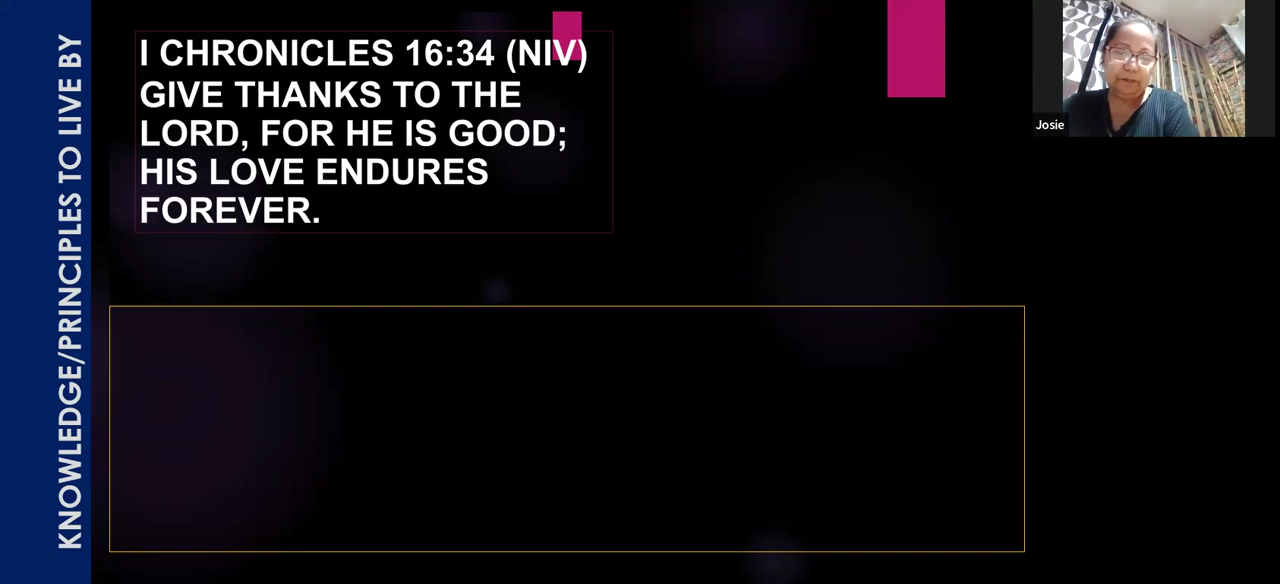 KNOWLEDGE/PRINCIPLES TO LIVE BY
I CHRONICLES 16:34 (NIV)
GIVE THANKS TO THE
LORD, FOR HE IS GOOD;
HIS LOVE ENDURES
FOREVER.
Josie